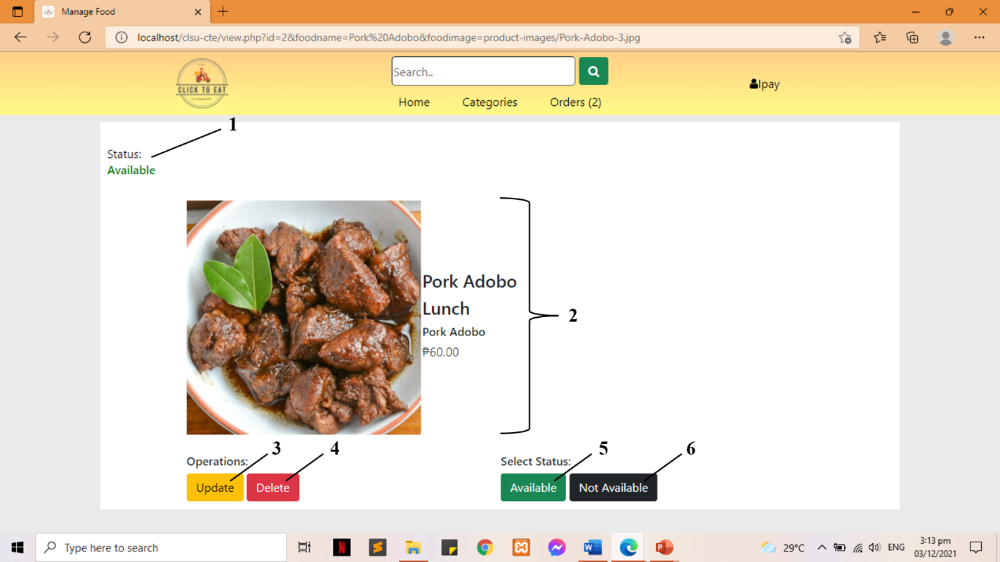 Manage Food
localhost/clsu-cte/view.php?id=2&foodname=Pork%20Adobo&foodimage=product-images/Pork-Adobo-3.jpg
CLICK TO EAT
Search..
Ipay
Home Categories Orders (2)
1
Status:
Available
Pork Adobo
Lunch
Pork Adobo
₱60.00
2
3 4 5 6
Operations: Select Status:
Update Delete Available Not Available
Type here to search
29°C ENG
3:13 pm
03/12/2021